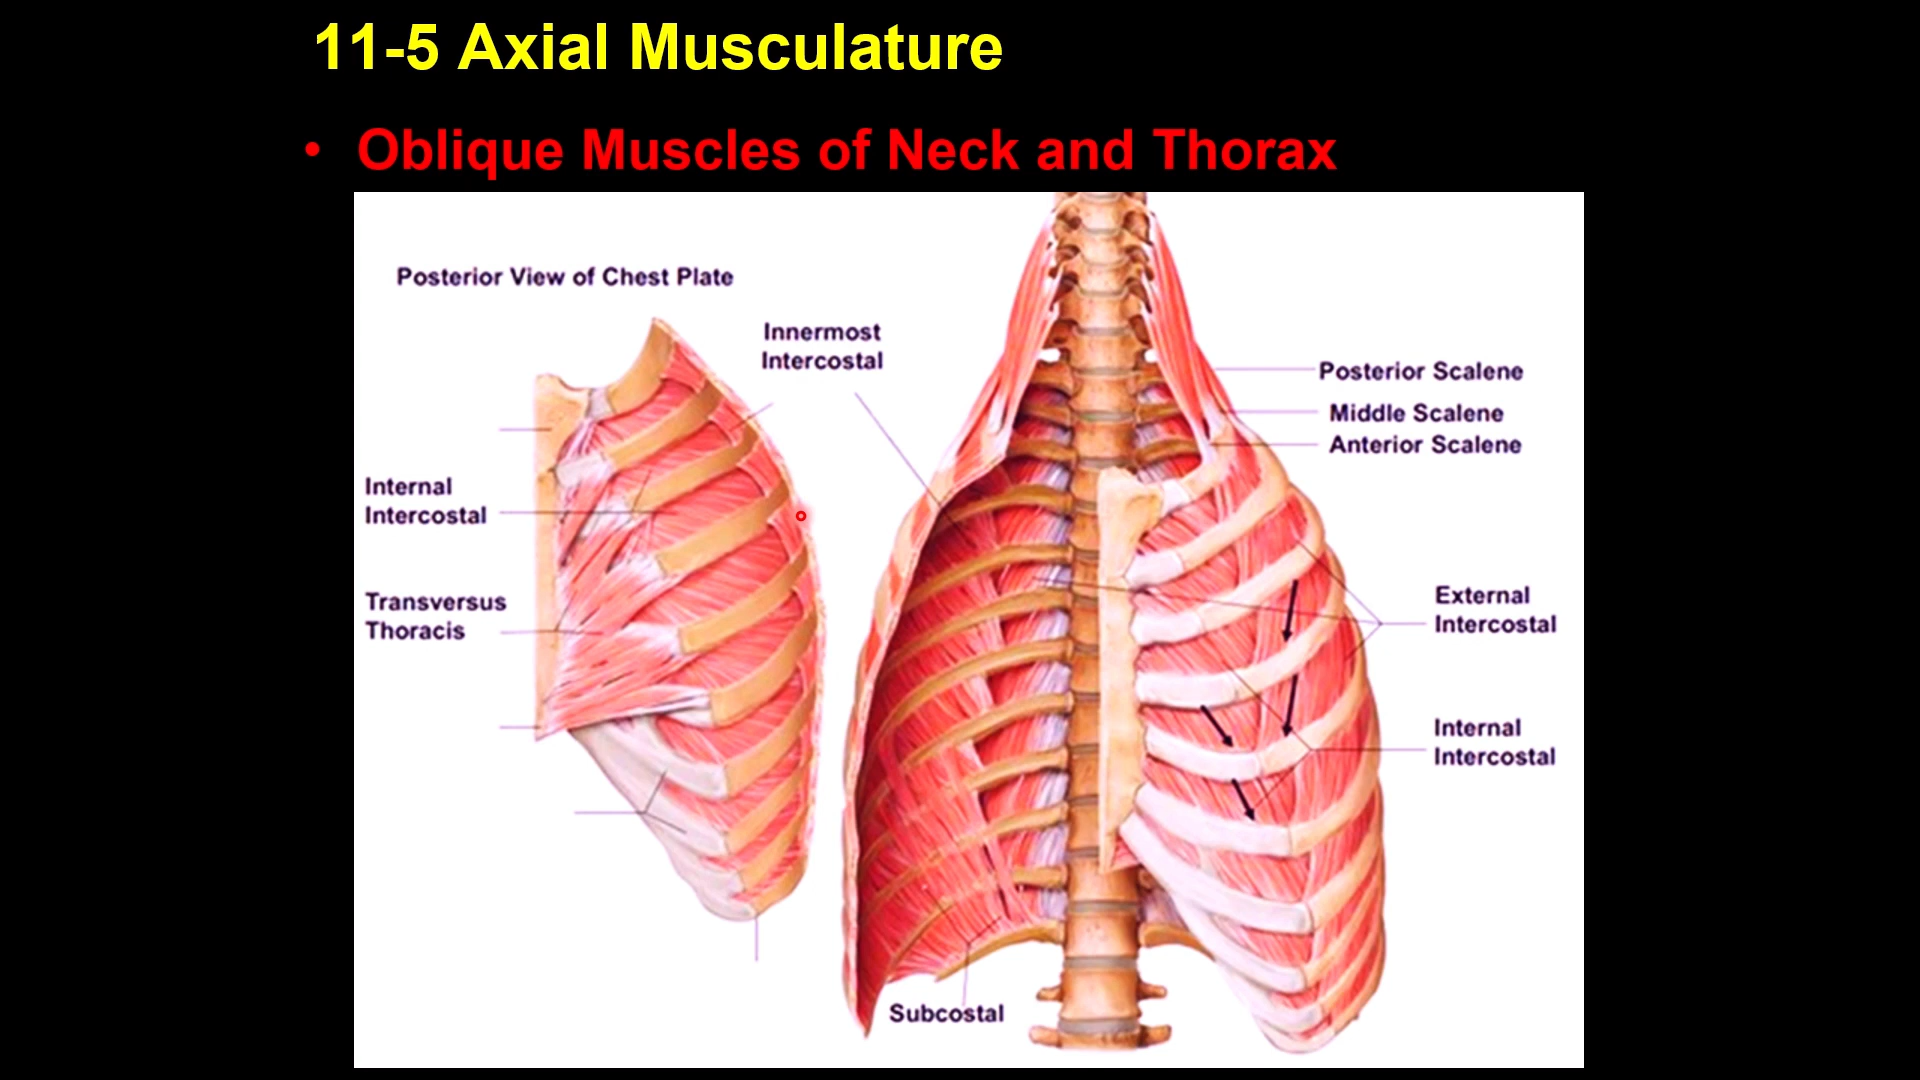 11-5 Axial Musculature
• Oblique Muscles of Neck and Thorax
Posterior View of Chest Plate
Innermost
Intercostal
Internal
Intercostal
Transversus
Thoracis
Posterior Scalene
Middle Scalene
Anterior Scalene
External
Intercostal
Internal
Intercostal
Subcostal